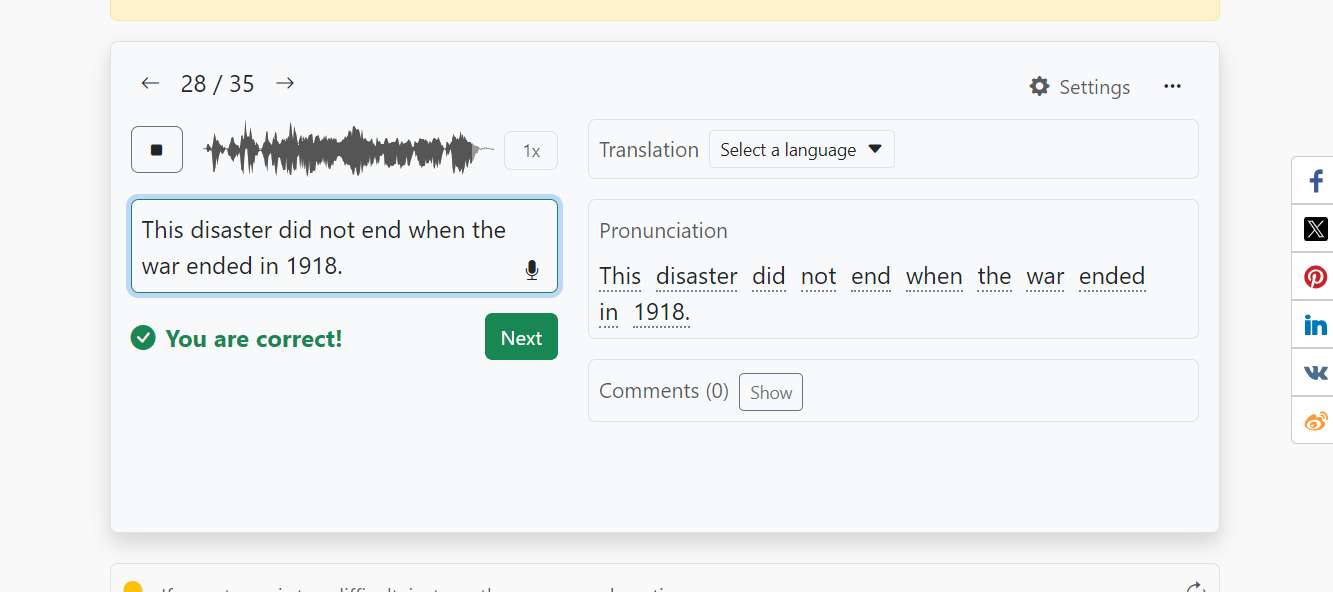 28 / 35
Settings
1x
Translation
Select a language
This disaster did not end when the
war ended in 1918.
Pronunciation
This disaster did not end when the war ended
in 1918.
You are correct!
Next
Comments (0)
Show